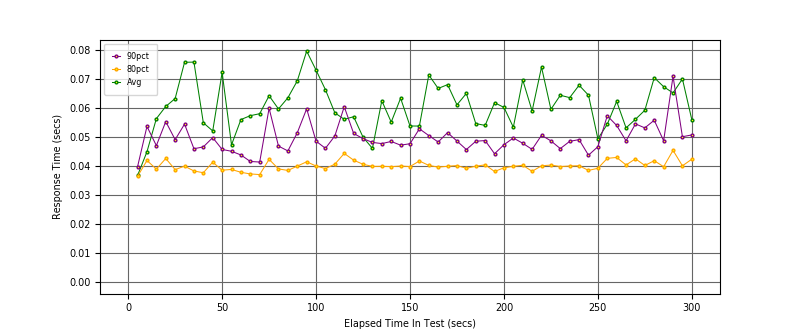 90pct
80pct
Avg
0.08
0.07
0.06
0.05
0.04
0.03
0.02
0.01
0.00
Response Time (secs)
0 50 100 150 200 250 300
Elapsed Time In Test (secs)